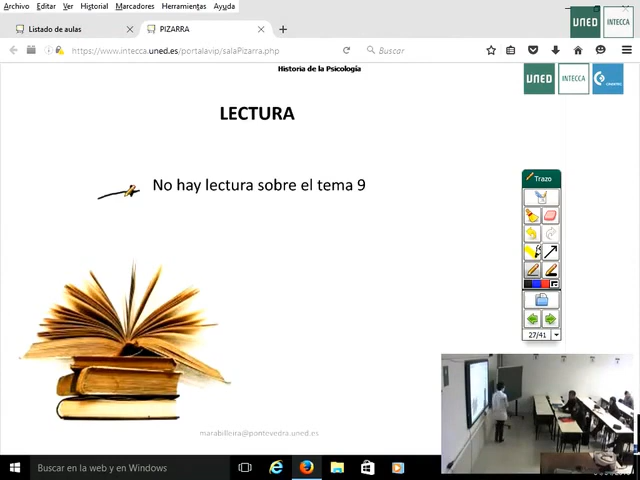 Archivo Editar Ver Historial Marcadores Herramientas Ayuda
Listado de aulas
PIZARRA
https://www.intecca.uned.es/portalavip/salaPizarra.php
Buscar
UNED
INTECCA
Historia de la Psicología
UNED
INTECCA
LECTURA
No hay lectura sobre el tema 9
Trazo
27/41
marabilleira@pontevedra.uned.es
Buscar en la web y en Windows